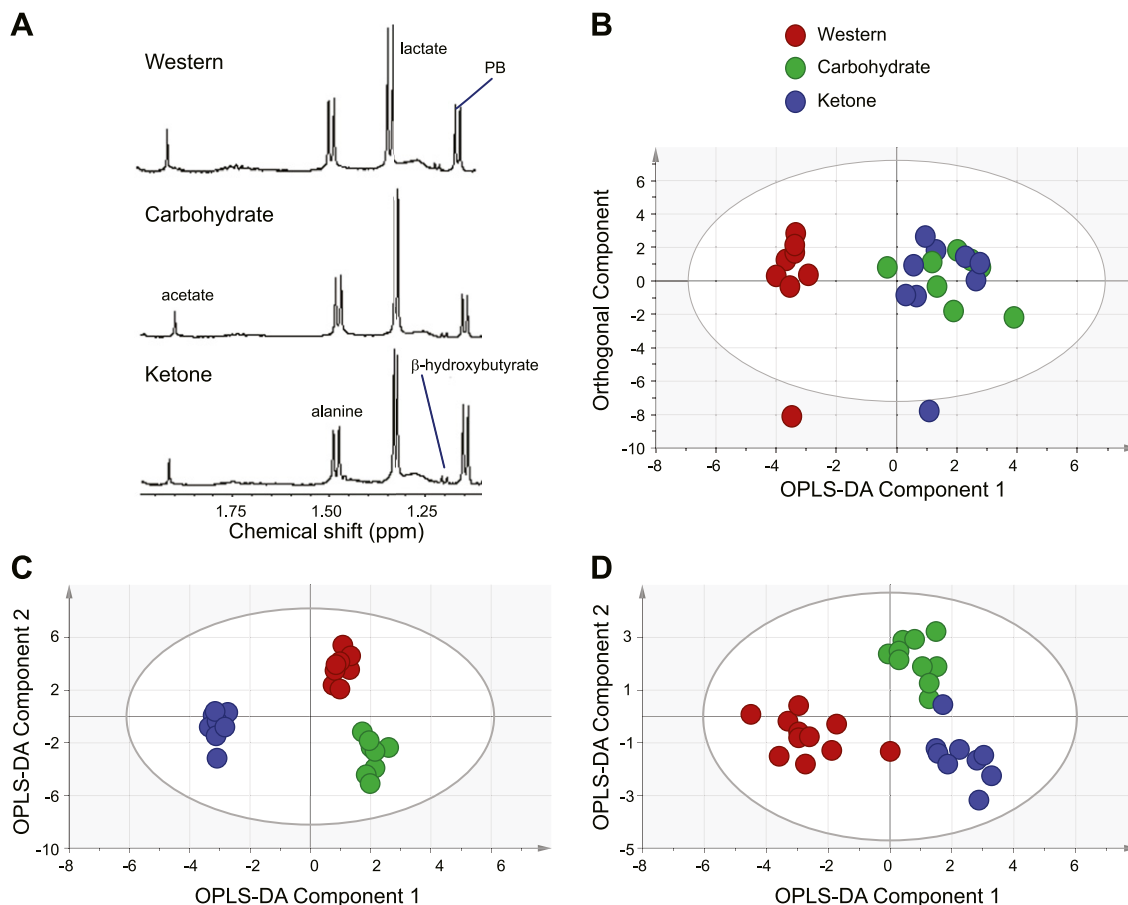 A
Western
lactate
PB
Carbohydrate
acetate
Ketone
β-hydroxybutyrate
alanine
1.75
1.50
1.25
Chemical shift (ppm)
B
Western
Carbohydrate
Ketone
Orthogonal Component
6
4
2
0
-2
-4
-6
-8
-10
-8
-6
-4
-2
0
2
4
6
OPLS-DA Component 1
C
OPLS-DA Component 2
6
2
-2
-6
-10
-8
-6
-4
-2
0
2
4
6
8
OPLS-DA Component 1
D
OPLS-DA Component 2
3
1
-1
-3
-5
-8
-6
-4
-2
0
2
4
6
8
OPLS-DA Component 1